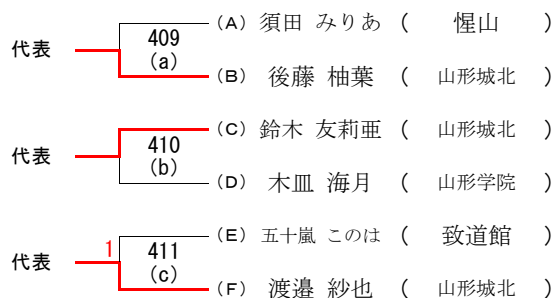 409 (A) 須田 みりあ ( 惺山 )
代表 (a)
(B) 後藤 柚葉 ( 山形城北 )
(C) 鈴木 友莉亜 ( 山形城北 )
代表 410
(b)
(D) 木皿 海月 ( 山形学院 )
(E) 五十嵐 このは ( 致道館 )
代表 1 411
(c)
(F) 渡邉 紗也 ( 山形城北 )